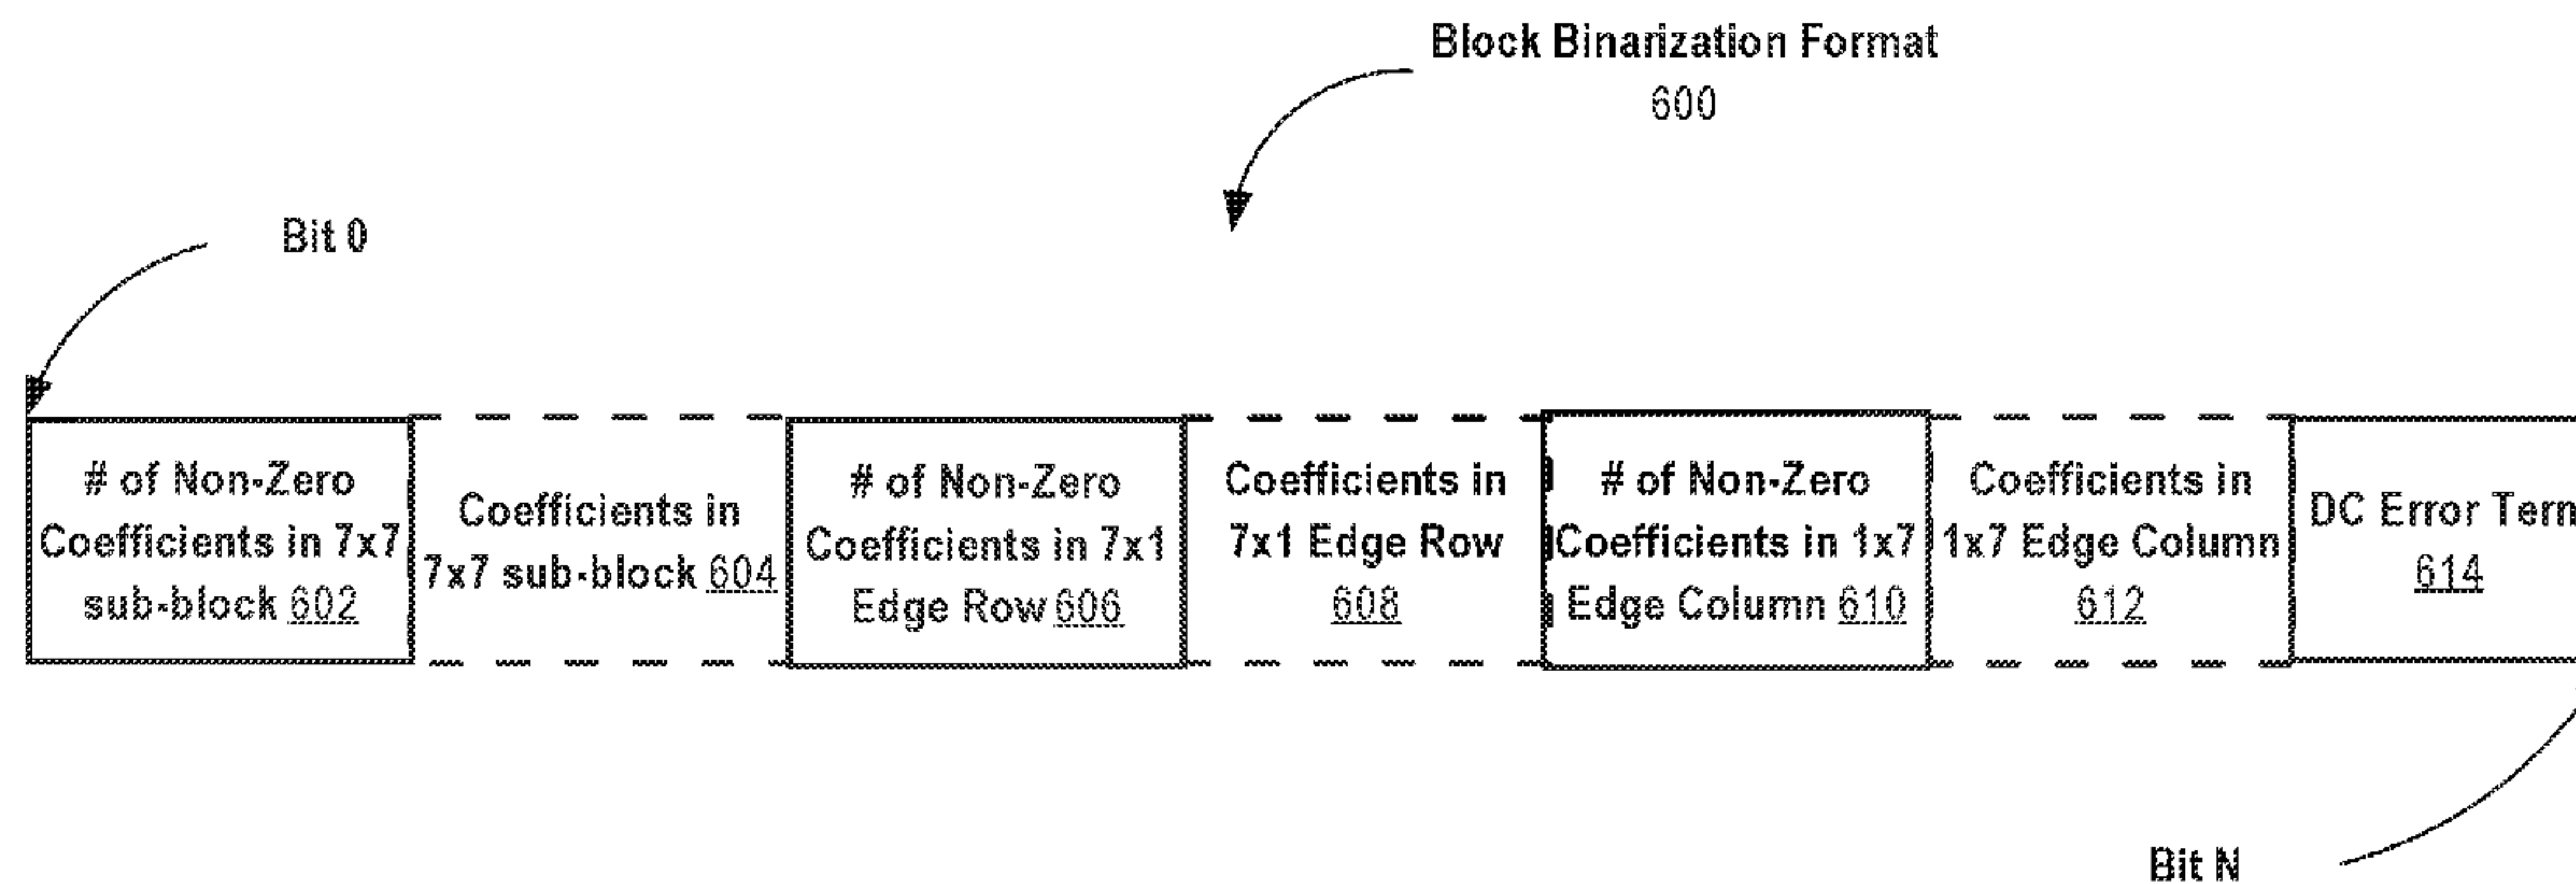 Block Binarization Format
600
Bit 0
# of Non-Zero
Coefficients in 7x7
sub-block 602
Coefficients in
7x7 sub-block 604
# of Non-Zero
Coefficients in 7x1
Edge Row 606
Coefficients in
7x1 Edge Row
608
# of Non-Zero
Coefficients in 1x7
Edge Column 610
Coefficients in
1x7 Edge Column
612
DC Error
614
Bit N